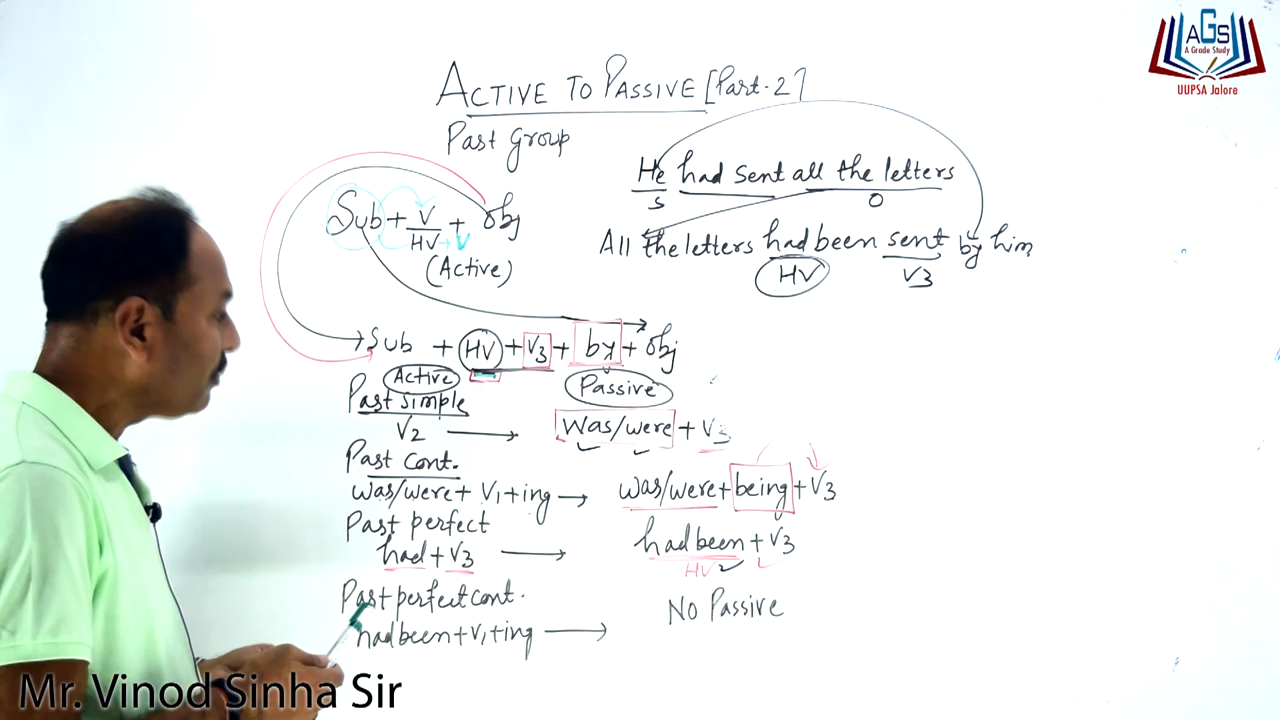 ACTIVE TO PASSIVE [Part-2]
Past Group
AGS
A Grade Study
UUPSA Jalore
Sub + V/HV + obj
HV → V
(Active)
He had sent all the letters
S O
All the letters had been sent by him
HV V3
Sub + HV + V3 + by + obj
Active Passive
Past simple
V2 → was/were + V3
Past Cont.
was/were + V1 + ing → was/were + being + V3
Past perfect
had + V3 → had been + V3
HV
Past perfect cont.
had been + V1 + ing → No Passive
Mr. Vinod Sinha Sir